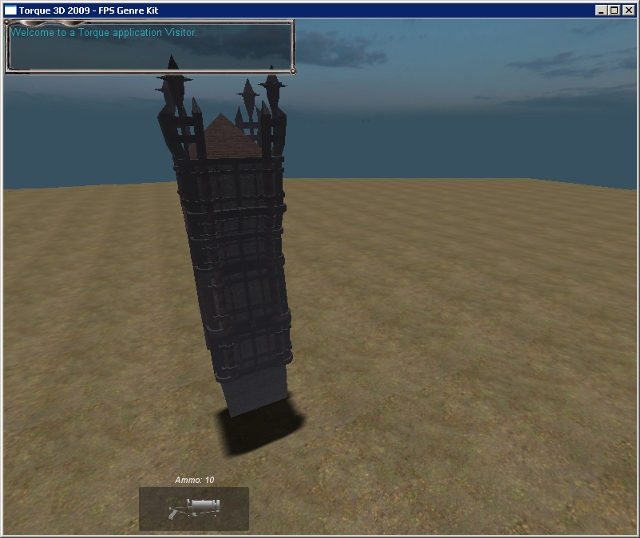 Torque 3D 2009 - FPS Genre Kit
Welcome to a Torque application Visitor.
Ammo: 10